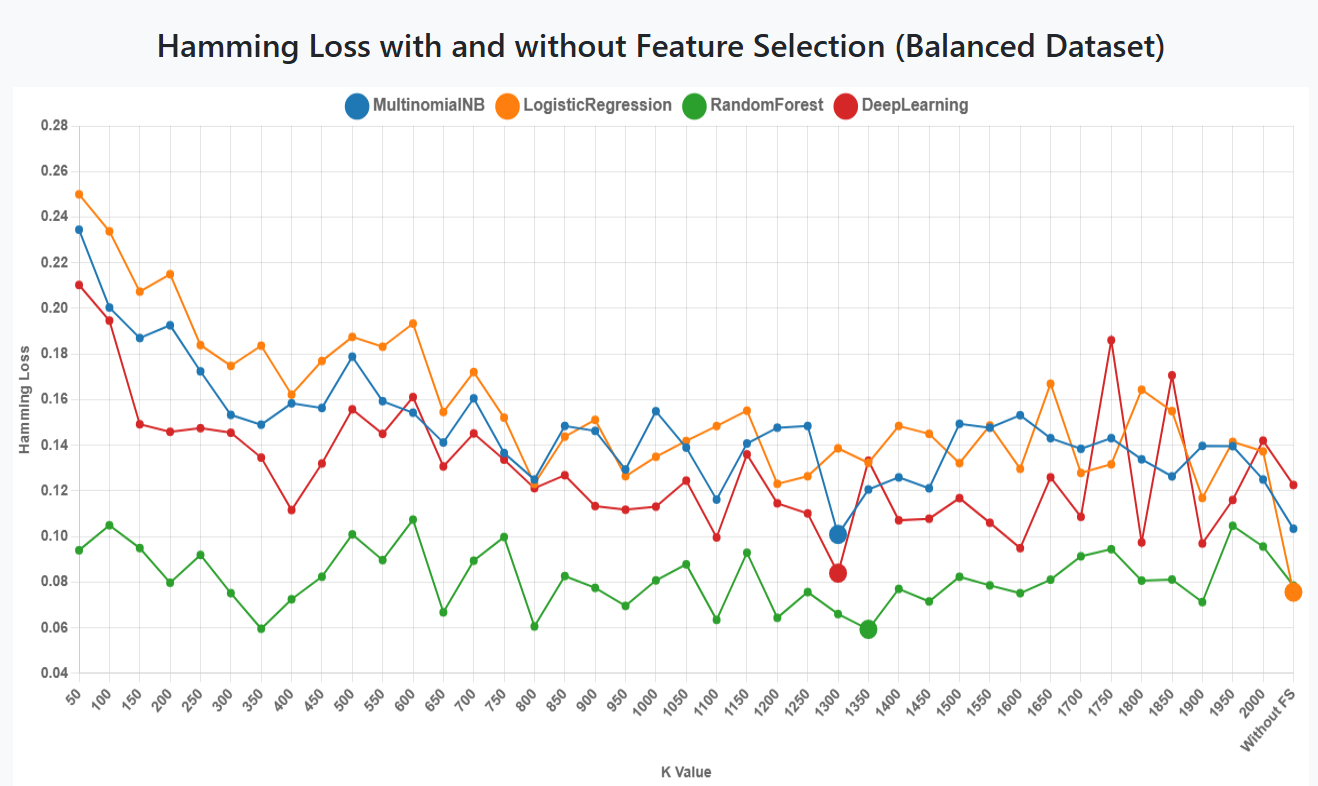 Hamming Loss with and without Feature Selection (Balanced Dataset)
MultinomialNB LogisticRegression RandomForest DeepLearning
0.28
0.26
0.24
0.22
0.20
0.18
0.16
0.14
0.12
0.10
0.08
0.06
0.04
Hamming Loss
50 100 150 200 250 300 350 400 450 500 550 600 650 700 750 800 850 900 950 1000 1050 1100 1150 1200 1250 1300 1350 1400 1450 1500 1550 1600 1650 1700 1750 1800 1850 1900 1950 2000 Without FS
K Value